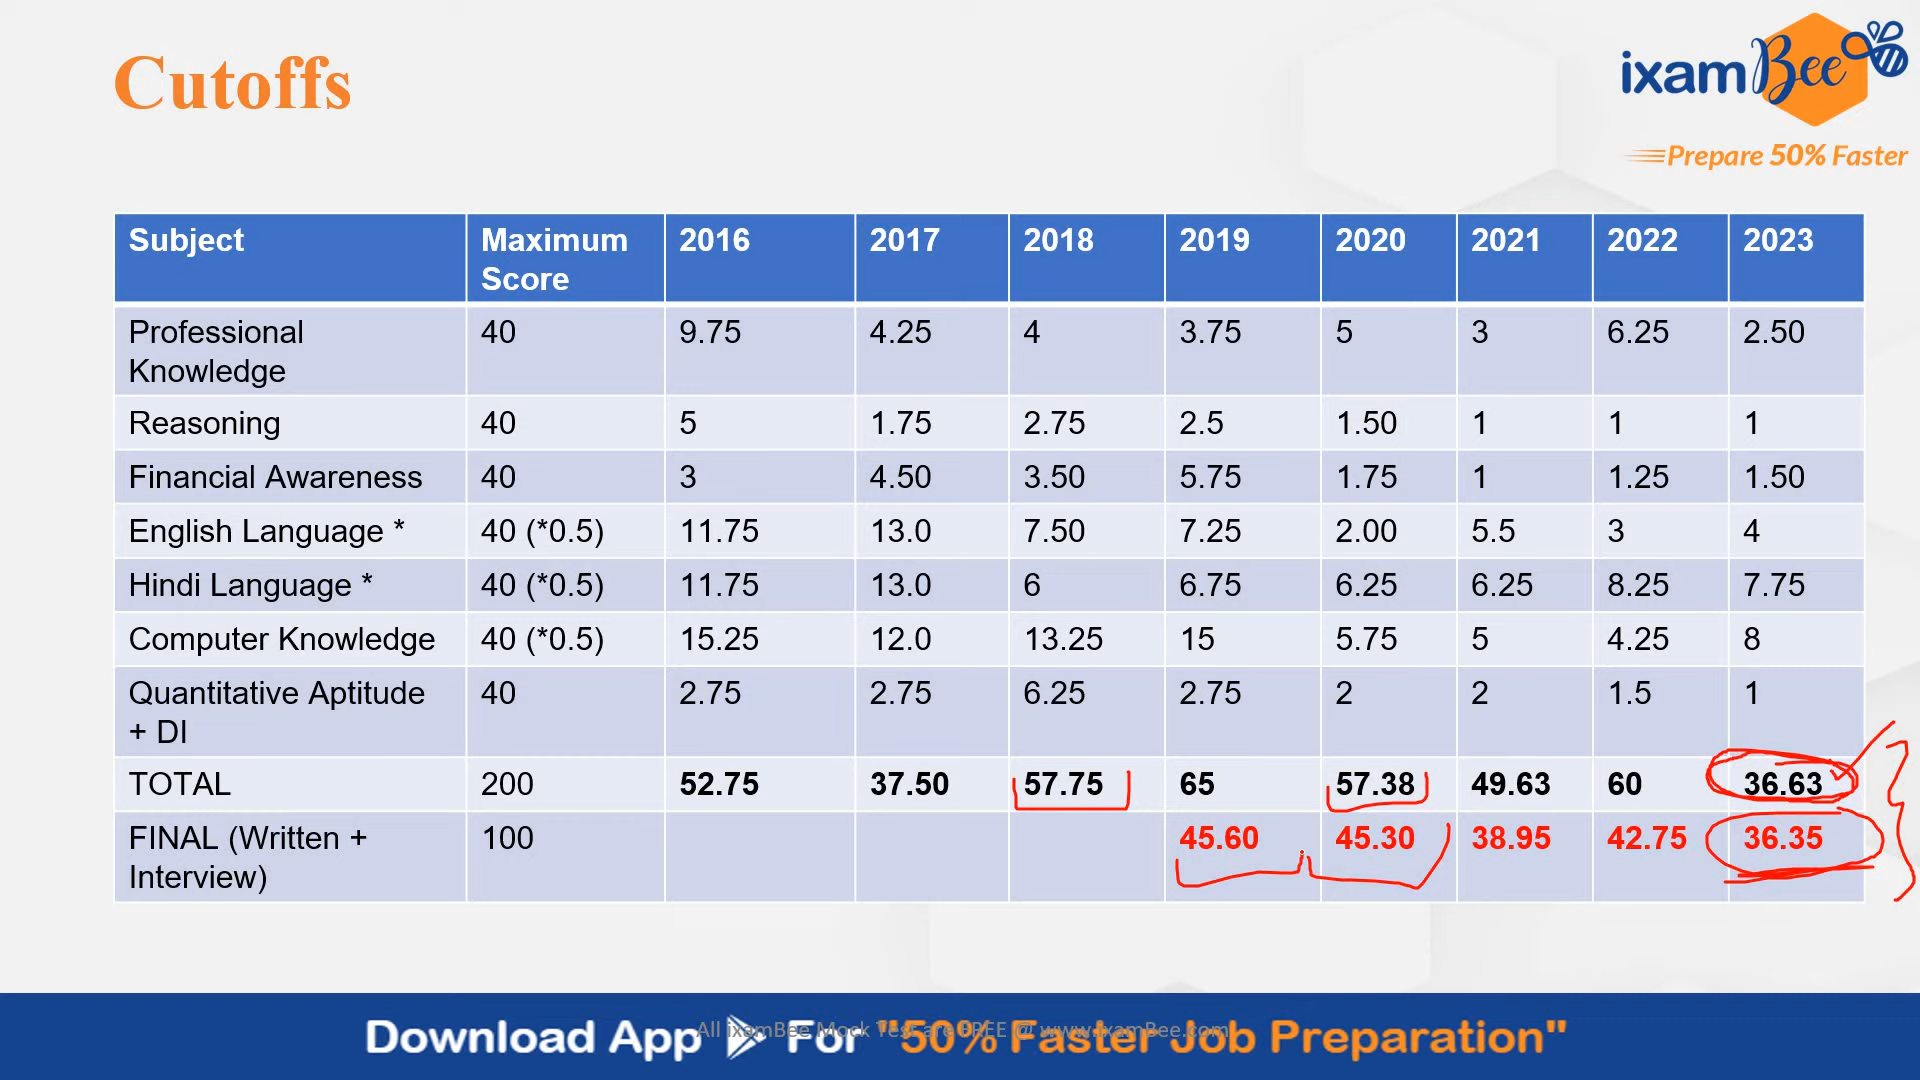 Cutoffs
ixamBee
Prepare 50% Faster
Subject Maximum Score 2016 2017 2018 2019 2020 2021 2022 2023
Professional Knowledge 40 9.75 4.25 4 3.75 5 3 6.25 2.50
Reasoning 40 5 1.75 2.75 2.5 1.50 1 1 1
Financial Awareness 40 3 4.50 3.50 5.75 1.75 1 1.25 1.50
English Language * 40 (*0.5) 11.75 13.0 7.50 7.25 2.00 5.5 3 4
Hindi Language * 40 (*0.5) 11.75 13.0 6 6.75 6.25 6.25 8.25 7.75
Computer Knowledge 40 (*0.5) 15.25 12.0 13.25 15 5.75 5 4.25 8
Quantitative Aptitude + DI 40 2.75 2.75 6.25 2.75 2 2 1.5 1
TOTAL 200 52.75 37.50 57.75 65 57.38 49.63 60 36.63
FINAL (Written + Interview) 100 45.60 45.30 38.95 42.75 36.35
Download App For "50% Faster Job Preparation"
All ixamBee Mock Test are FREE @ www.ixamBee.com